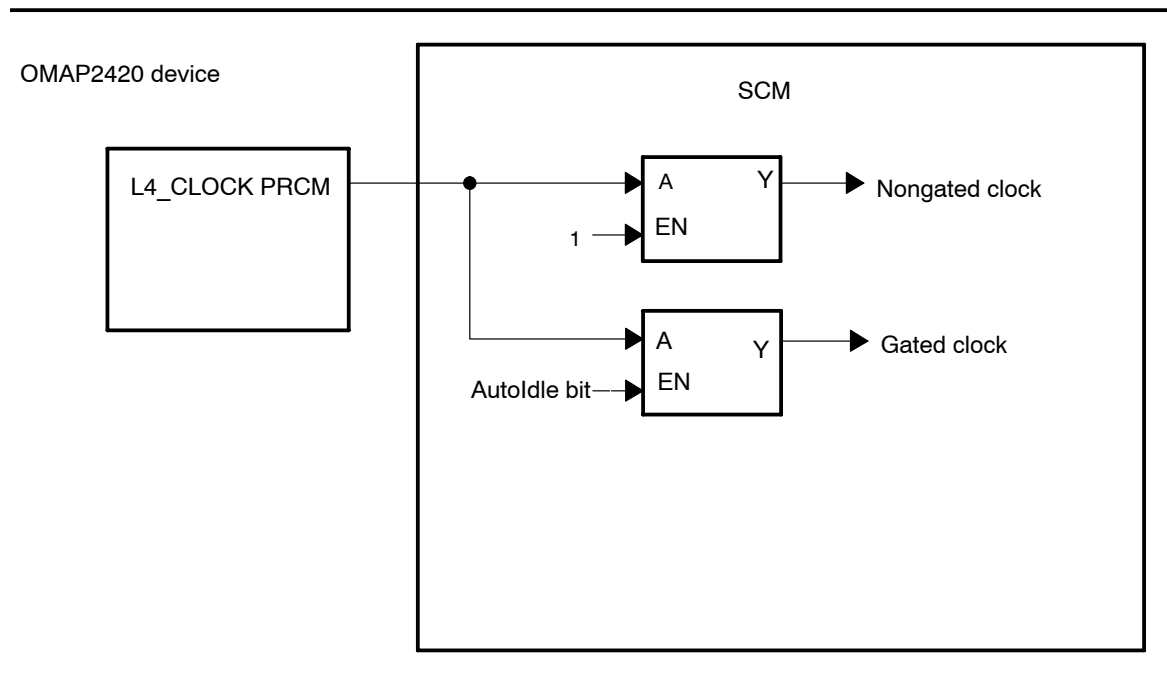 OMAP2420 device
SCM
L4_CLOCK PRCM
A
Y
Nongated clock
1
EN
A
Y
Gated clock
AutoIdle bit
EN